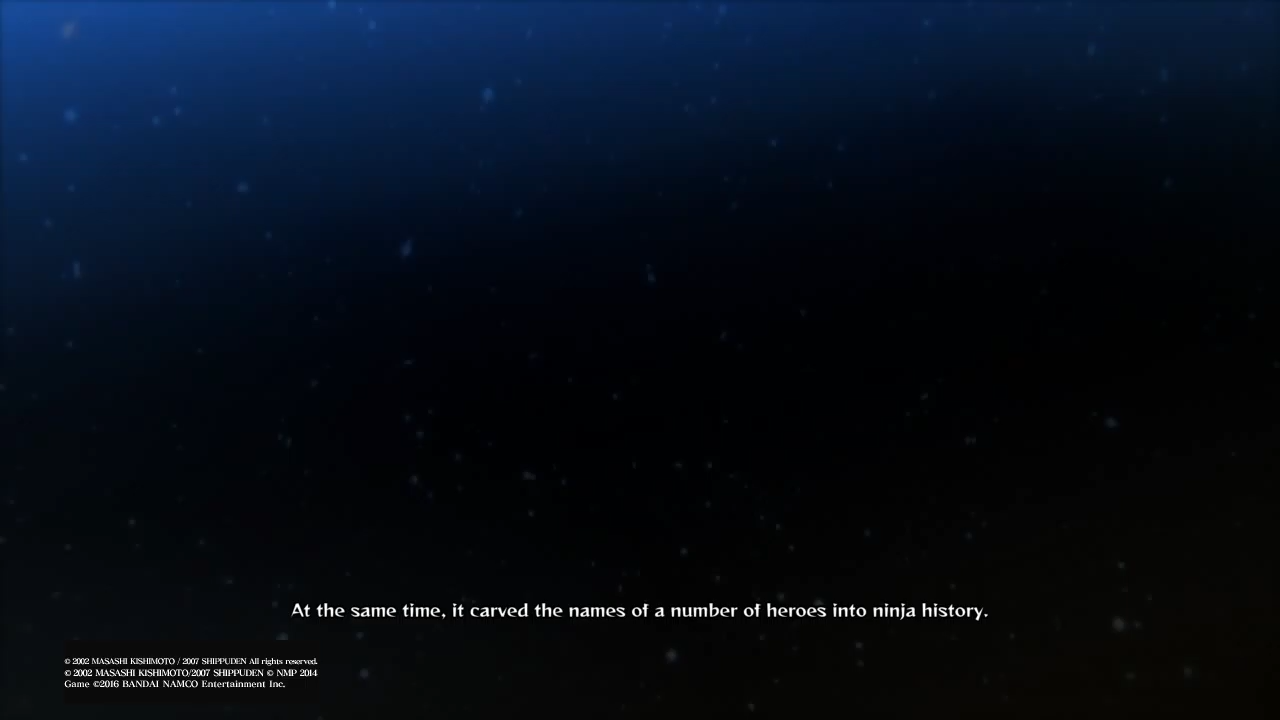 At the same time, it carved the names of a number of heroes into ninja history.
© 2002 MASASHI KISHIMOTO / 2007 SHIPPUDEN All rights reserved.
© 2002 MASASHI KISHIMOTO/2007 SHIPPUDEN © NMP 2014
Game ©2016 BANDAI NAMCO Entertainment Inc.